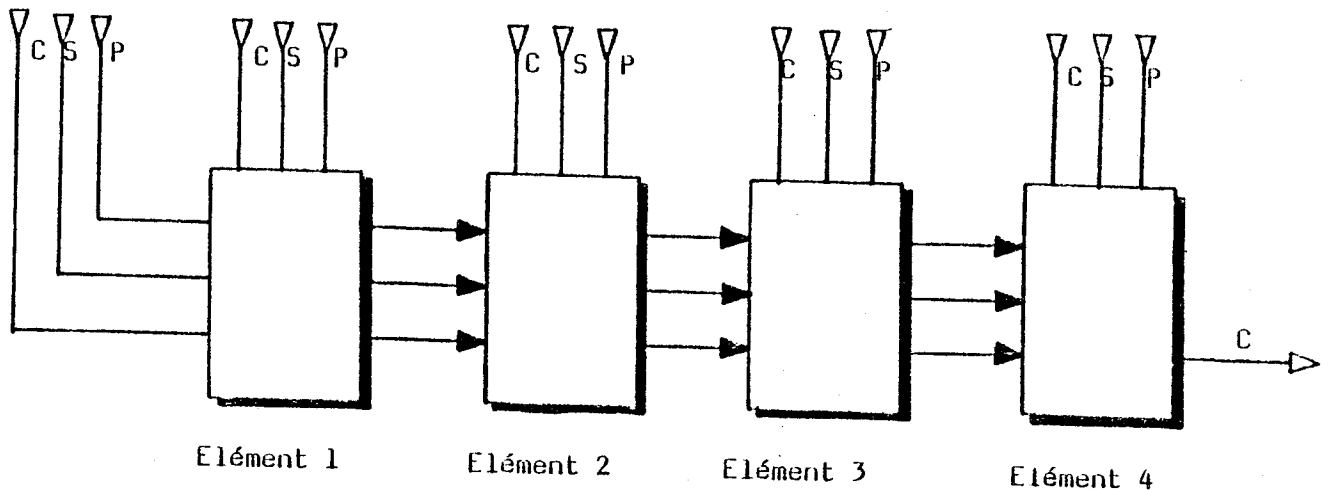 C S P C S P C S P C S P C S P
C
Elément 1 Elément 2 Elément 3 Elément 4